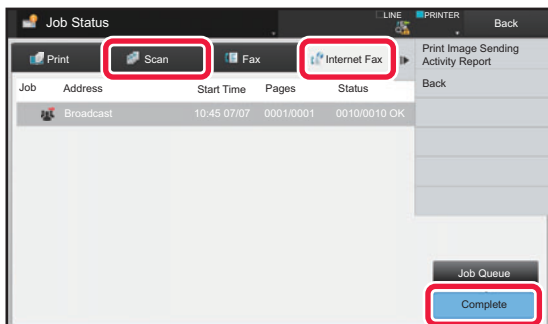 Job Status
LINE
PRINTER
Back
Print
Scan
Fax
Internet Fax
Print Image Sending
Activity Report
Back
Job Address Start Time Pages Status
Broadcast 10:45 07/07 0001/0001 0010/0010 OK
Job Queue
Complete